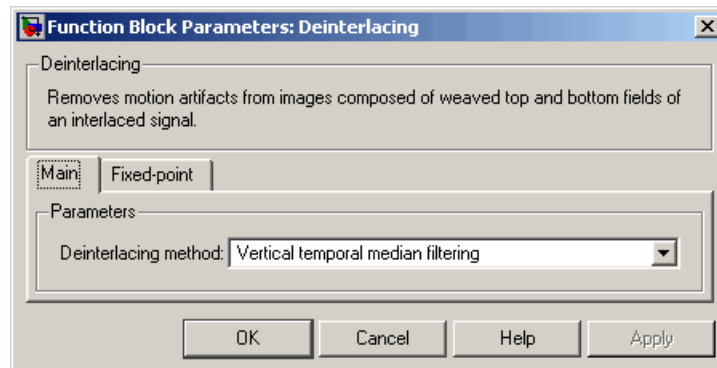 Function Block Parameters: Deinterlacing
Deinterlacing
Removes motion artifacts from images composed of weaved top and bottom fields of
an interlaced signal.
Main Fixed-point
Parameters
Deinterlacing method: Vertical temporal median filtering
OK Cancel Help Apply